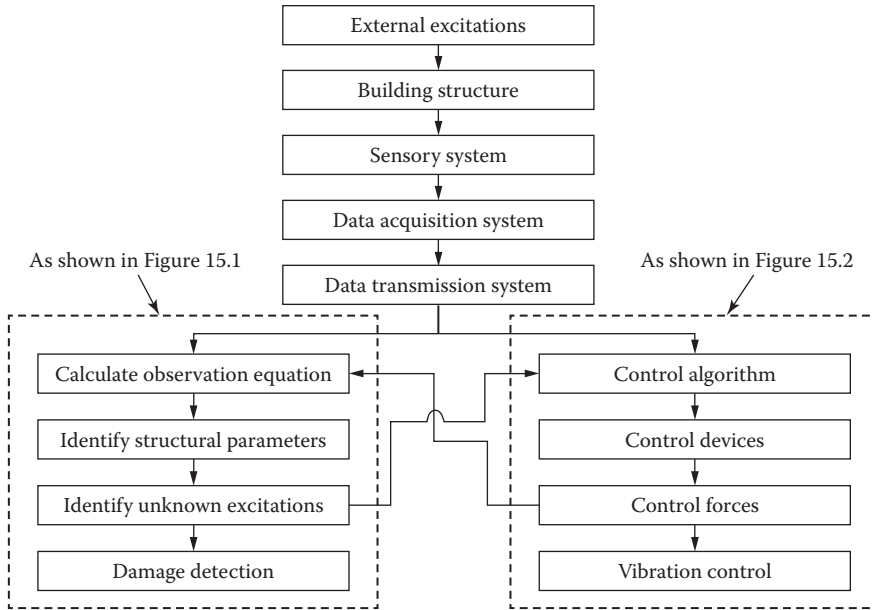 External excitations
Building structure
Sensory system
Data acquisition system
Data transmission system
As shown in Figure 15.1
As shown in Figure 15.2
Calculate observation equation
Identify structural parameters
Identify unknown excitations
Damage detection
Control algorithm
Control devices
Control forces
Vibration control